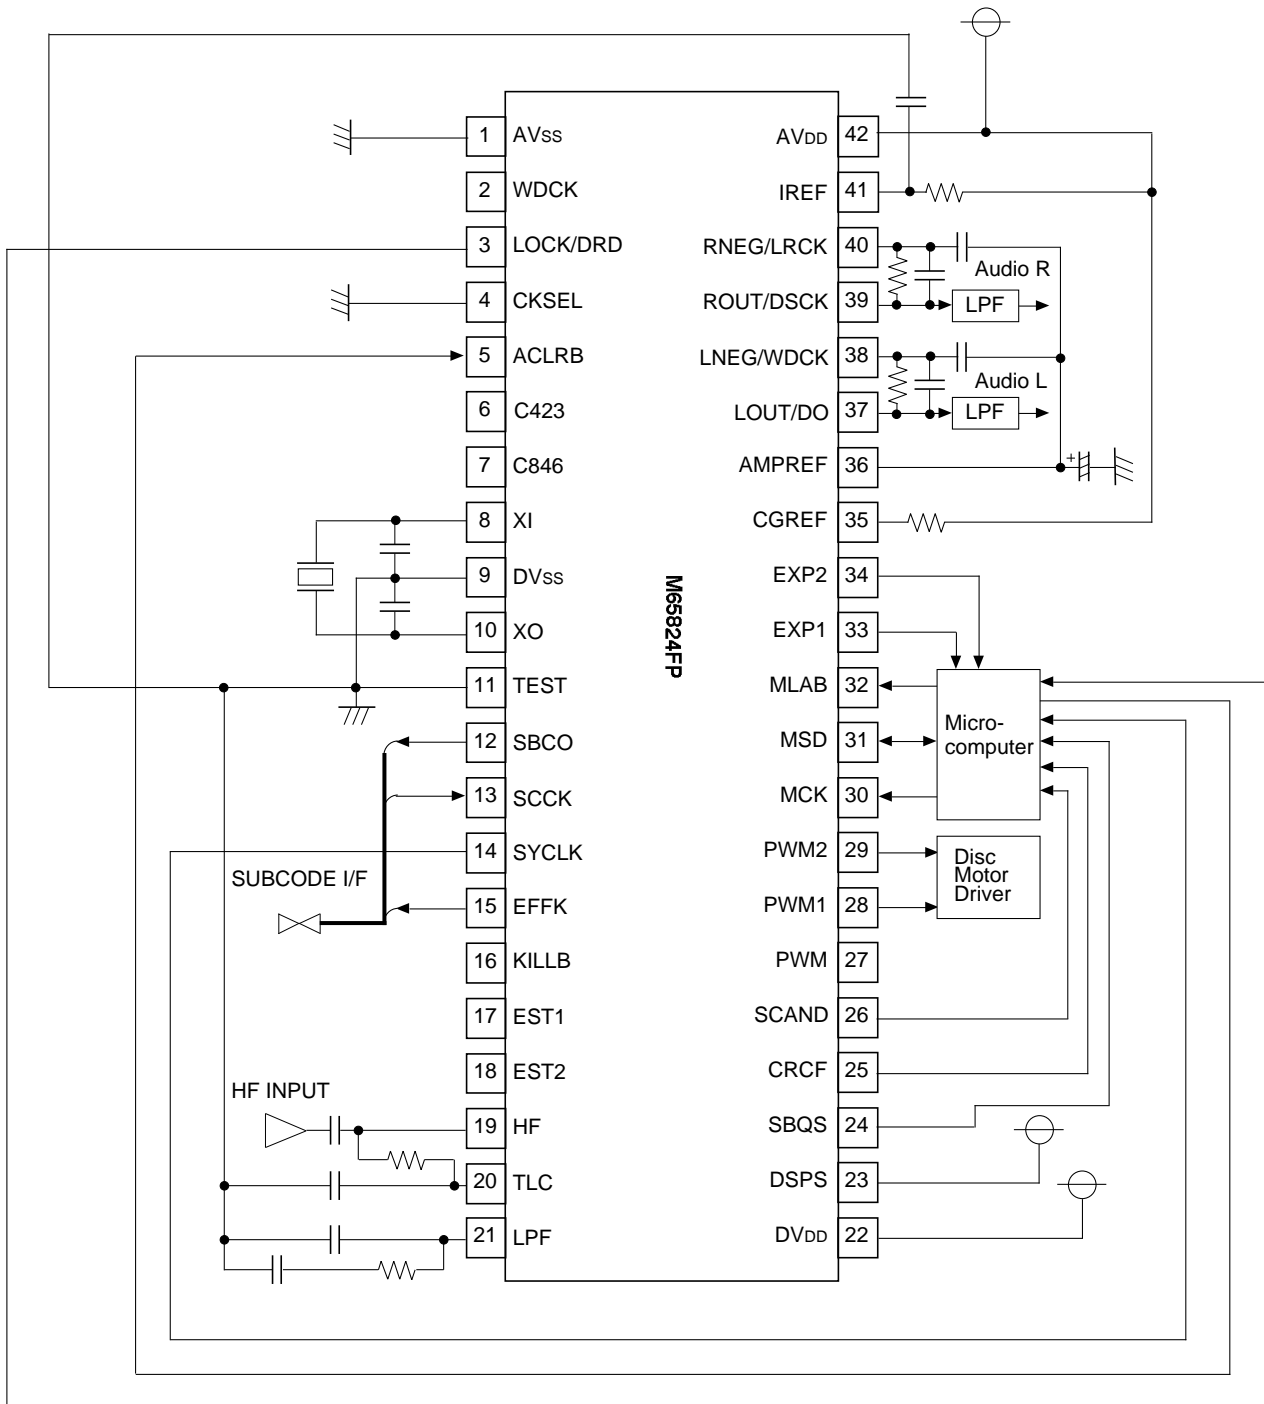 1 AVSS
2 WDCK
3 LOCK/DRD
4 CKSEL
5 ACLRB
6 C423
7 C846
8 XI
9 DVSS
10 XO
11 TEST
12 SBCO
13 SCCK
14 SYCLK
SUBCODE I/F
15 EFFK
16 KILLB
17 EST1
18 EST2
HF INPUT
19 HF
20 TLC
21 LPF
M65824FP
AVDD 42
IREF 41
RNEG/LRCK 40
Audio R
ROUT/DSCK 39
LPF
LNEG/WDCK 38
Audio L
LOUT/DO 37
LPF
AMPREF 36
+
CGREF 35
EXP2 34
EXP1 33
MLAB 32
MSD 31
MCK 30
Micro-
computer
PWM2 29
PWM1 28
Disc
Motor
Driver
PWM 27
SCAND 26
CRCF 25
SBQS 24
DSPS 23
DVDD 22